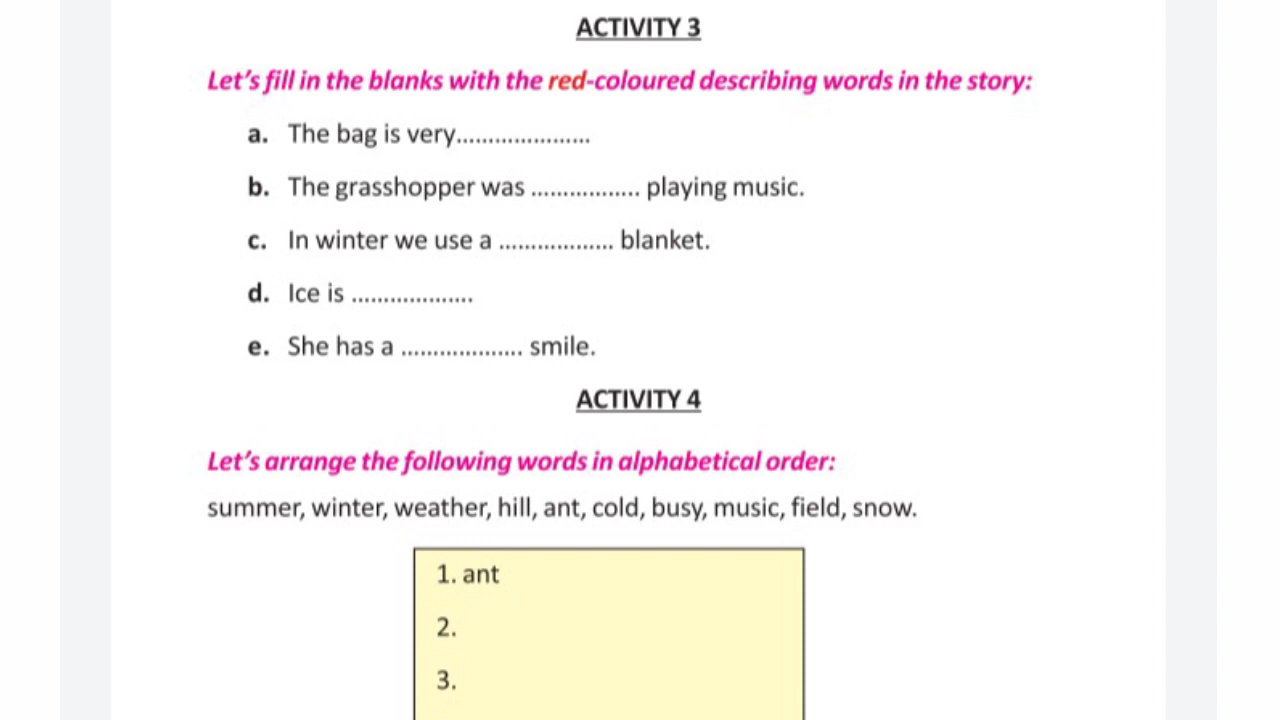 ACTIVITY 3
Let's fill in the blanks with the red-coloured describing words in the story:
a. The bag is very.....................
b. The grasshopper was ................. playing music.
c. In winter we use a .................. blanket.
d. Ice is ...................
e. She has a ................... smile.
ACTIVITY 4
Let's arrange the following words in alphabetical order:
summer, winter, weather, hill, ant, cold, busy, music, field, snow.
1. ant
2.
3.